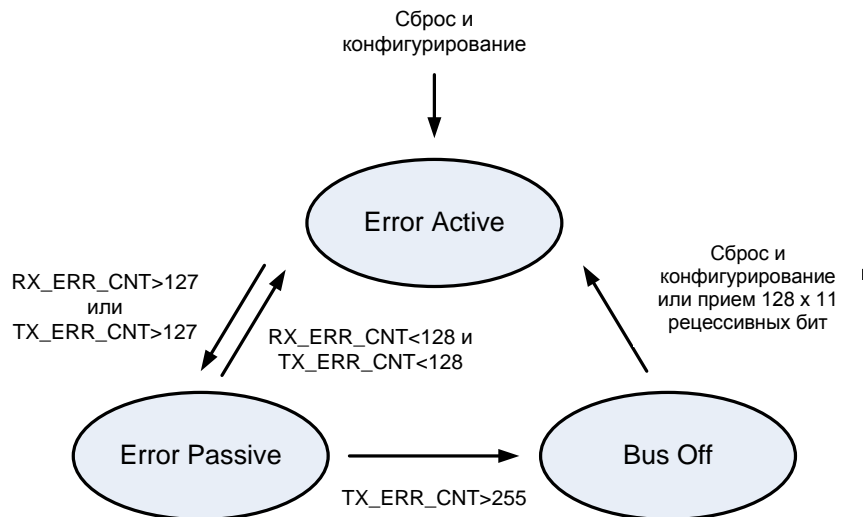 Сброс и
конфигурирование
Error Active
RX_ERR_CNT>127
или
TX_ERR_CNT>127
RX_ERR_CNT<128 и
TX_ERR_CNT<128
Сброс и
конфигурирование
или прием 128 x 11
рецессивных бит
Error Passive
TX_ERR_CNT>255
Bus Off